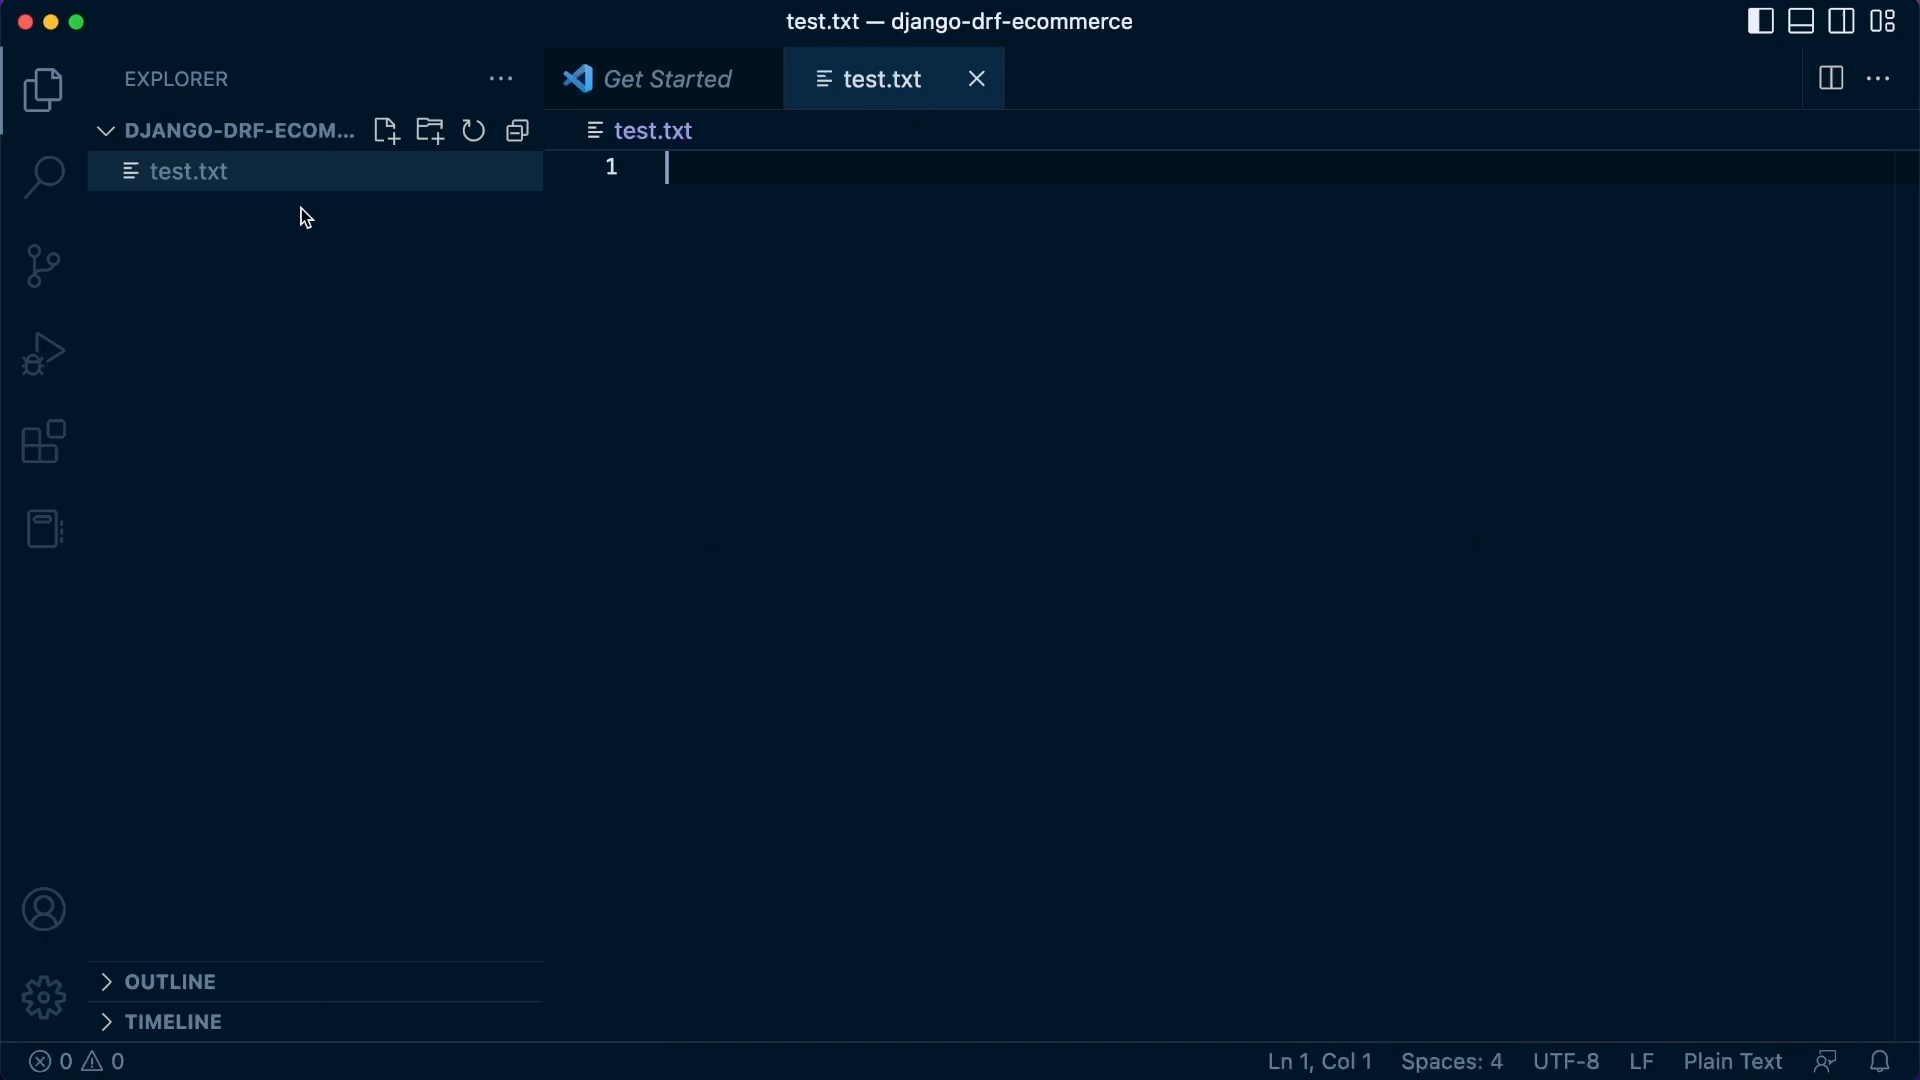 test.txt — django-drf-ecommerce
EXPLORER
Get Started
test.txt
DJANGO-DRF-ECOM...
test.txt
test.txt
1
OUTLINE
TIMELINE
0 0
Ln 1, Col 1 Spaces: 4 UTF-8 LF Plain Text